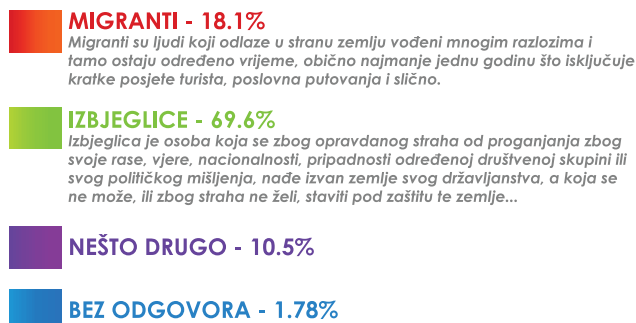 MIGRANTI - 18.1%
Migranti su ljudi koji odlaze u stranu zemlju vođeni mnogim razlozima i
tamo ostaju određeno vrijeme, obično najmanje jednu godinu što isključuje
kratke posjete turista, poslovna putovanja i slično.
IZBJEGLICE - 69.6%
Izbjeglica je osoba koja se zbog opravdanog straha od proganjanja zbog
svoje rase, vjere, nacionalnosti, pripadnosti određenoj društvenoj skupini ili
svog političkog mišljenja, nađe izvan zemlje svog državljanstva, a koja se
ne može, ili zbog straha ne želi, staviti pod zaštitu te zemlje...
NEŠTO DRUGO - 10.5%
BEZ ODGOVORA - 1.78%